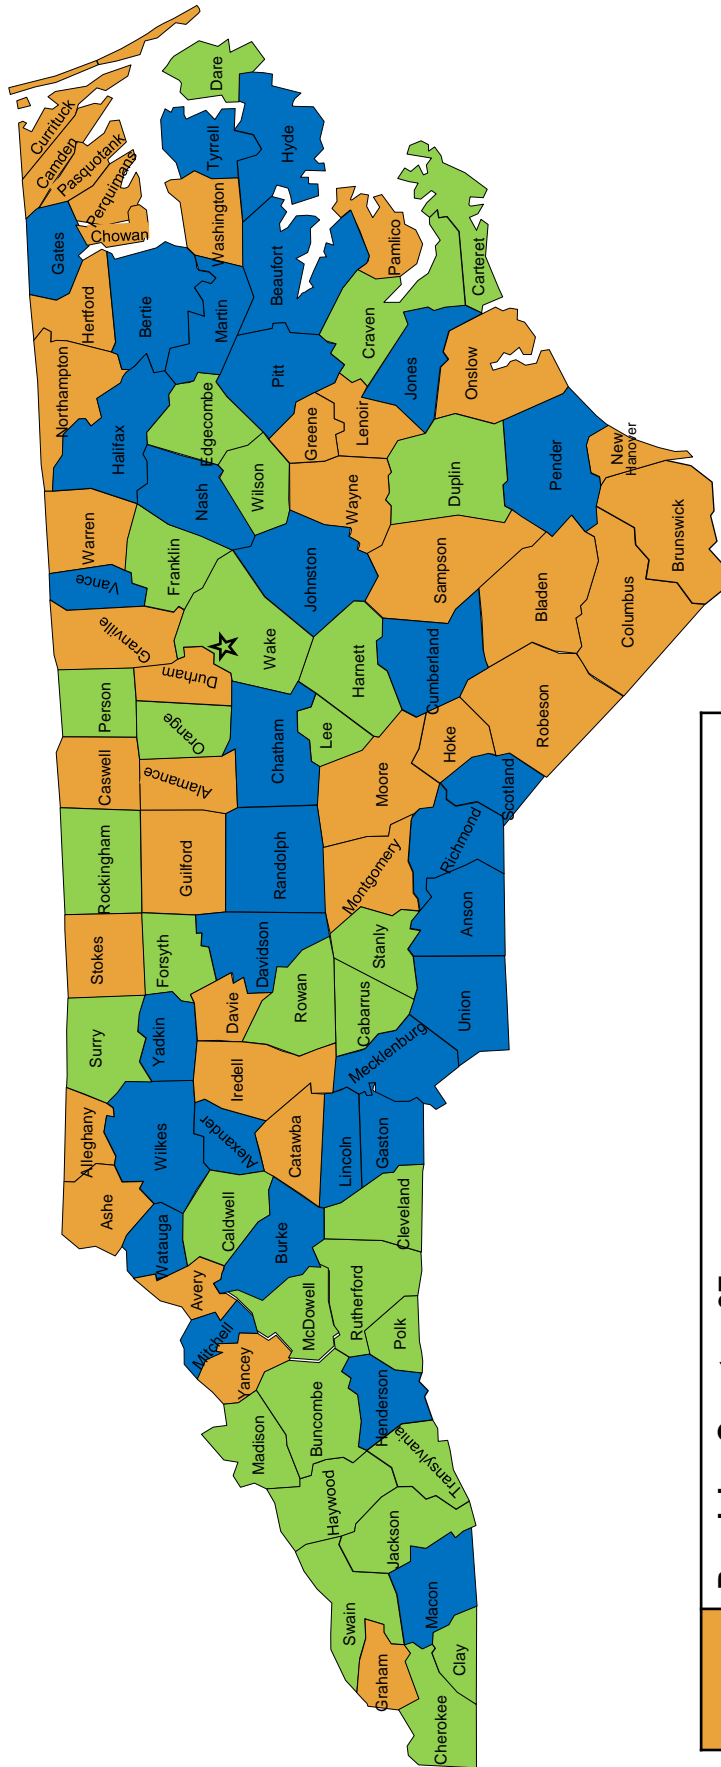 Currituck
Camden
Pasquotank
Perquimans
Chowan
Gates
Hertford
Northampton
Bertie
Halifax
Martin
Washington
Tyrrell
Dare
Hyde
Beaufort
Pamlico
Pitt
Edgecombe
Craven
Carteret
Jones
Onslow
Lenoir
Greene
Wilson
Nash
Warren
Vance
Franklin
Granville
Wayne
Duplin
Pender
New
Hanover
Brunswick
Columbus
Bladen
Sampson
Johnston
Wake
Durham
Person
Orange
Caswell
Alamance
Chatham
Lee
Harnett
Cumberland
Hoke
Robeson
Scotland
Moore
Richmond
Montgomery
Randolph
Guilford
Rockingham
Stokes
Forsyth
Davidson
Stanly
Anson
Union
Cabarrus
Rowan
Davie
Surry
Yadkin
Iredell
Mecklenburg
Alleghany
Wilkes
Alexander
Catawba
Lincoln
Gaston
Ashe
Watauga
Caldwell
Burke
Cleveland
Avery
Mitchell
Yancey
McDowell
Rutherford
Polk
Madison
Buncombe
Henderson
Haywood
Transylvania
Jackson
Swain
Macon
Graham
Clay
Cherokee